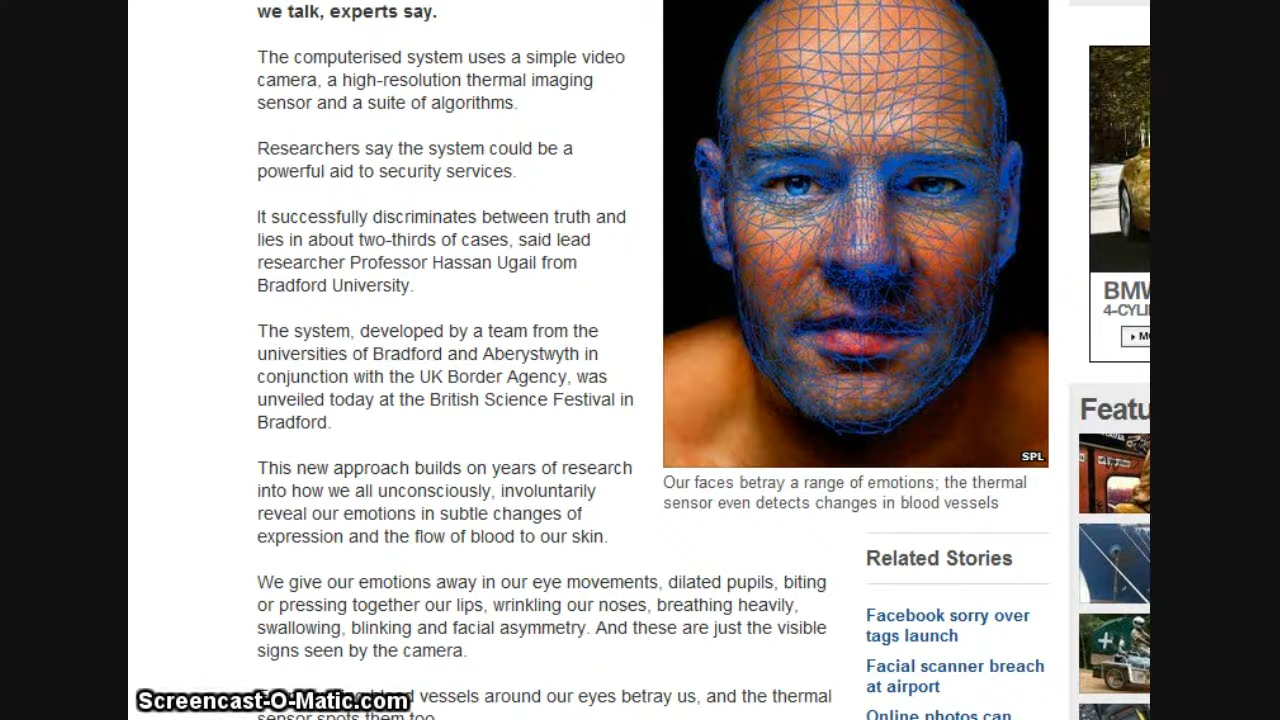 we talk, experts say.
The computerised system uses a simple video
camera, a high-resolution thermal imaging
sensor and a suite of algorithms.
Researchers say the system could be a
powerful aid to security services.
It successfully discriminates between truth and
lies in about two-thirds of cases, said lead
researcher Professor Hassan Ugail from
Bradford University.
The system, developed by a team from the
universities of Bradford and Aberystwyth in
conjunction with the UK Border Agency, was
unveiled today at the British Science Festival in
Bradford.
This new approach builds on years of research
into how we all unconsciously, involuntarily
reveal our emotions in subtle changes of
expression and the flow of blood to our skin.
We give our emotions away in our eye movements, dilated pupils, biting
or pressing together our lips, wrinkling our noses, breathing heavily,
swallowing, blinking and facial asymmetry. And these are just the visible
signs seen by the camera.
vessels around our eyes betray us, and the thermal
sensor spots them too.
Screencast-O-Matic.com
SPL
Our faces betray a range of emotions; the thermal
sensor even detects changes in blood vessels
Related Stories
Facebook sorry over
tags launch
Facial scanner breach
at airport
Online photos can
BMW
4-CYLI
Featu